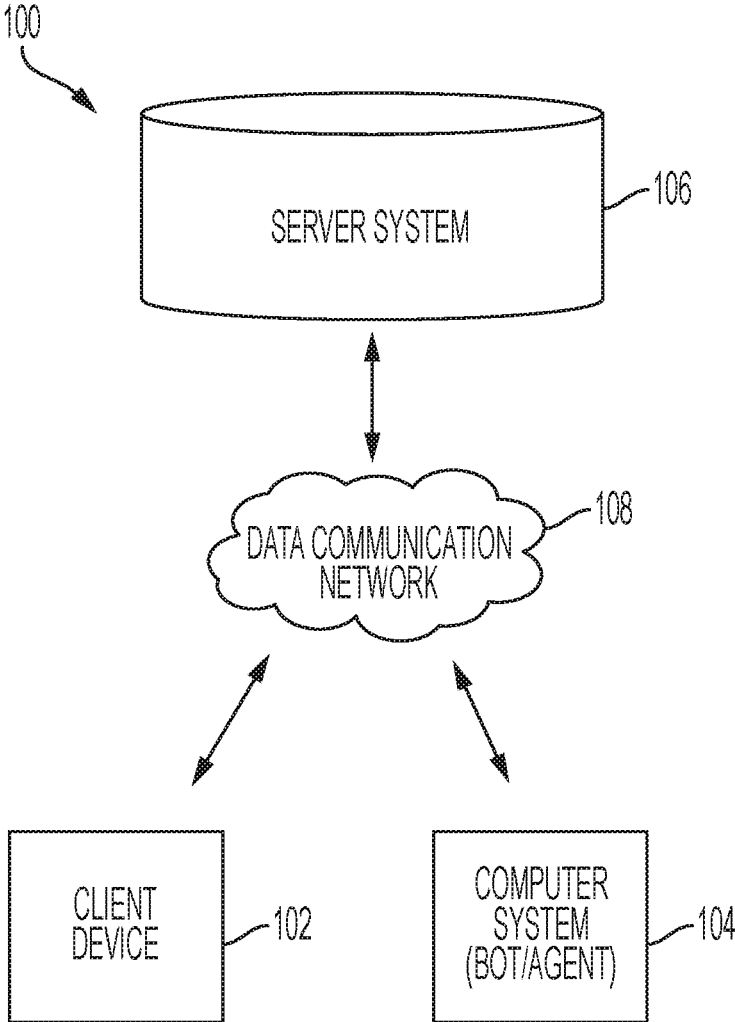 100
SERVER SYSTEM
106
DATA COMMUNICATION
NETWORK
108
CLIENT
DEVICE
102
COMPUTER
SYSTEM
(BOT/AGENT)
104